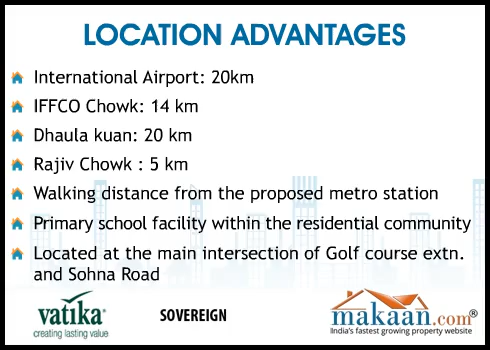 LOCATION ADVANTAGES
International Airport: 20km
IFFCO Chowk: 14 km
Dhaula kuan: 20 km
Rajiv Chowk : 5 km
Walking distance from the proposed metro station
Primary school facility within the residential community
Located at the main intersection of Golf course extn.
and Sohna Road
vatika®
creating lasting value
SOVEREIGN
makaan.com®
India's fastest growing property website